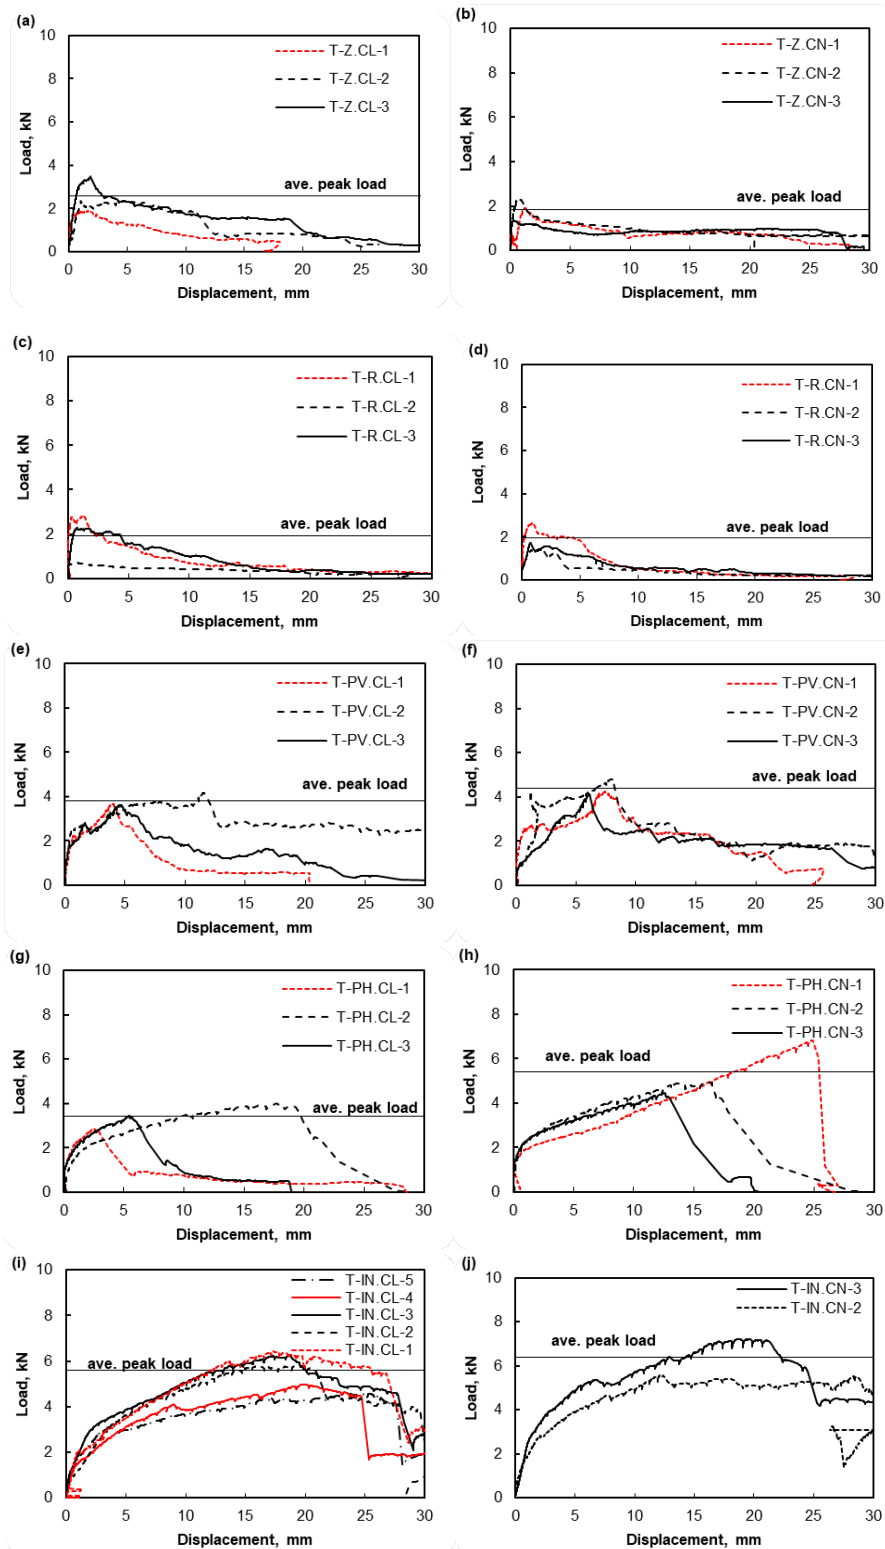 (a)
10
8
6
4
2
0
Load, kN
T-Z.CL-1
T-Z.CL-2
T-Z.CL-3
ave. peak load
0 5 10 15 20 25 30
Displacement, mm
(b)
10
8
6
4
2
0
Load, kN
T-Z.CN-1
T-Z.CN-2
T-Z.CN-3
ave. peak load
0 5 10 15 20 25 30
Displacement, mm
(c)
10
8
6
4
2
0
Load, kN
T-R.CL-1
T-R.CL-2
T-R.CL-3
ave. peak load
0 5 10 15 20 25 30
Displacement, mm
(d)
10
8
6
4
2
0
Load, kN
T-R.CN-1
T-R.CN-2
T-R.CN-3
ave. peak load
0 5 10 15 20 25 30
Displacement, mm
(e)
10
8
6
4
2
0
Load, kN
T-PV.CL-1
T-PV.CL-2
T-PV.CL-3
ave. peak load
0 5 10 15 20 25 30
Displacement, mm
(f)
10
8
6
4
2
0
Load, kN
T-PV.CN-1
T-PV.CN-2
T-PV.CN-3
ave. peak load
0 5 10 15 20 25 30
Displacement, mm
(g)
10
8
6
4
2
0
Load, kN
T-PH.CL-1
T-PH.CL-2
T-PH.CL-3
ave. peak load
0 5 10 15 20 25 30
Displacement, mm
(h)
10
8
6
4
2
0
Load, kN
T-PH.CN-1
T-PH.CN-2
T-PH.CN-3
ave. peak load
0 5 10 15 20 25 30
Displacement, mm
(i)
10
8
6
4
2
0
Load, kN
T-IN.CL-5
T-IN.CL-4
T-IN.CL-3
T-IN.CL-2
T-IN.CL-1
ave. peak load
0 5 10 15 20 25 30
Displacement, mm
(j)
10
8
6
4
2
0
Load, kN
T-IN.CN-3
T-IN.CN-2
ave. peak load
0 5 10 15 20 25 30
Displacement, mm